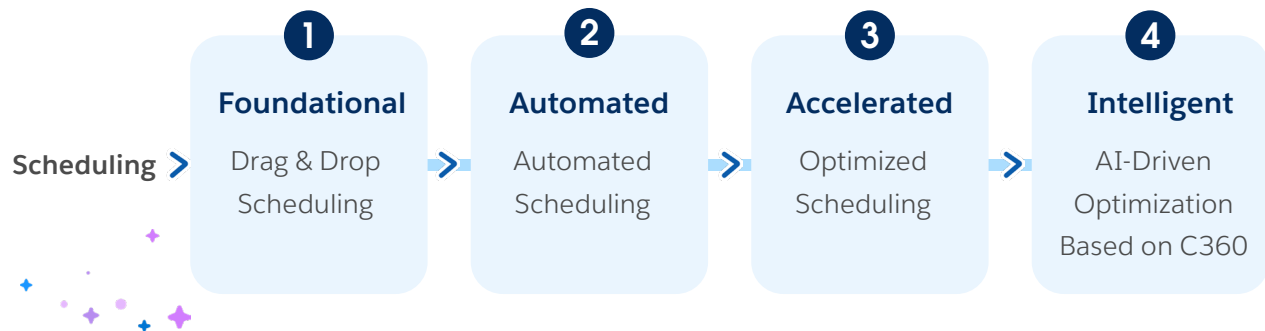 Scheduling
1
Foundational
Drag & Drop
Scheduling
2
Automated
Automated
Scheduling
3
Accelerated
Optimized
Scheduling
4
Intelligent
AI-Driven
Optimization
Based on C360